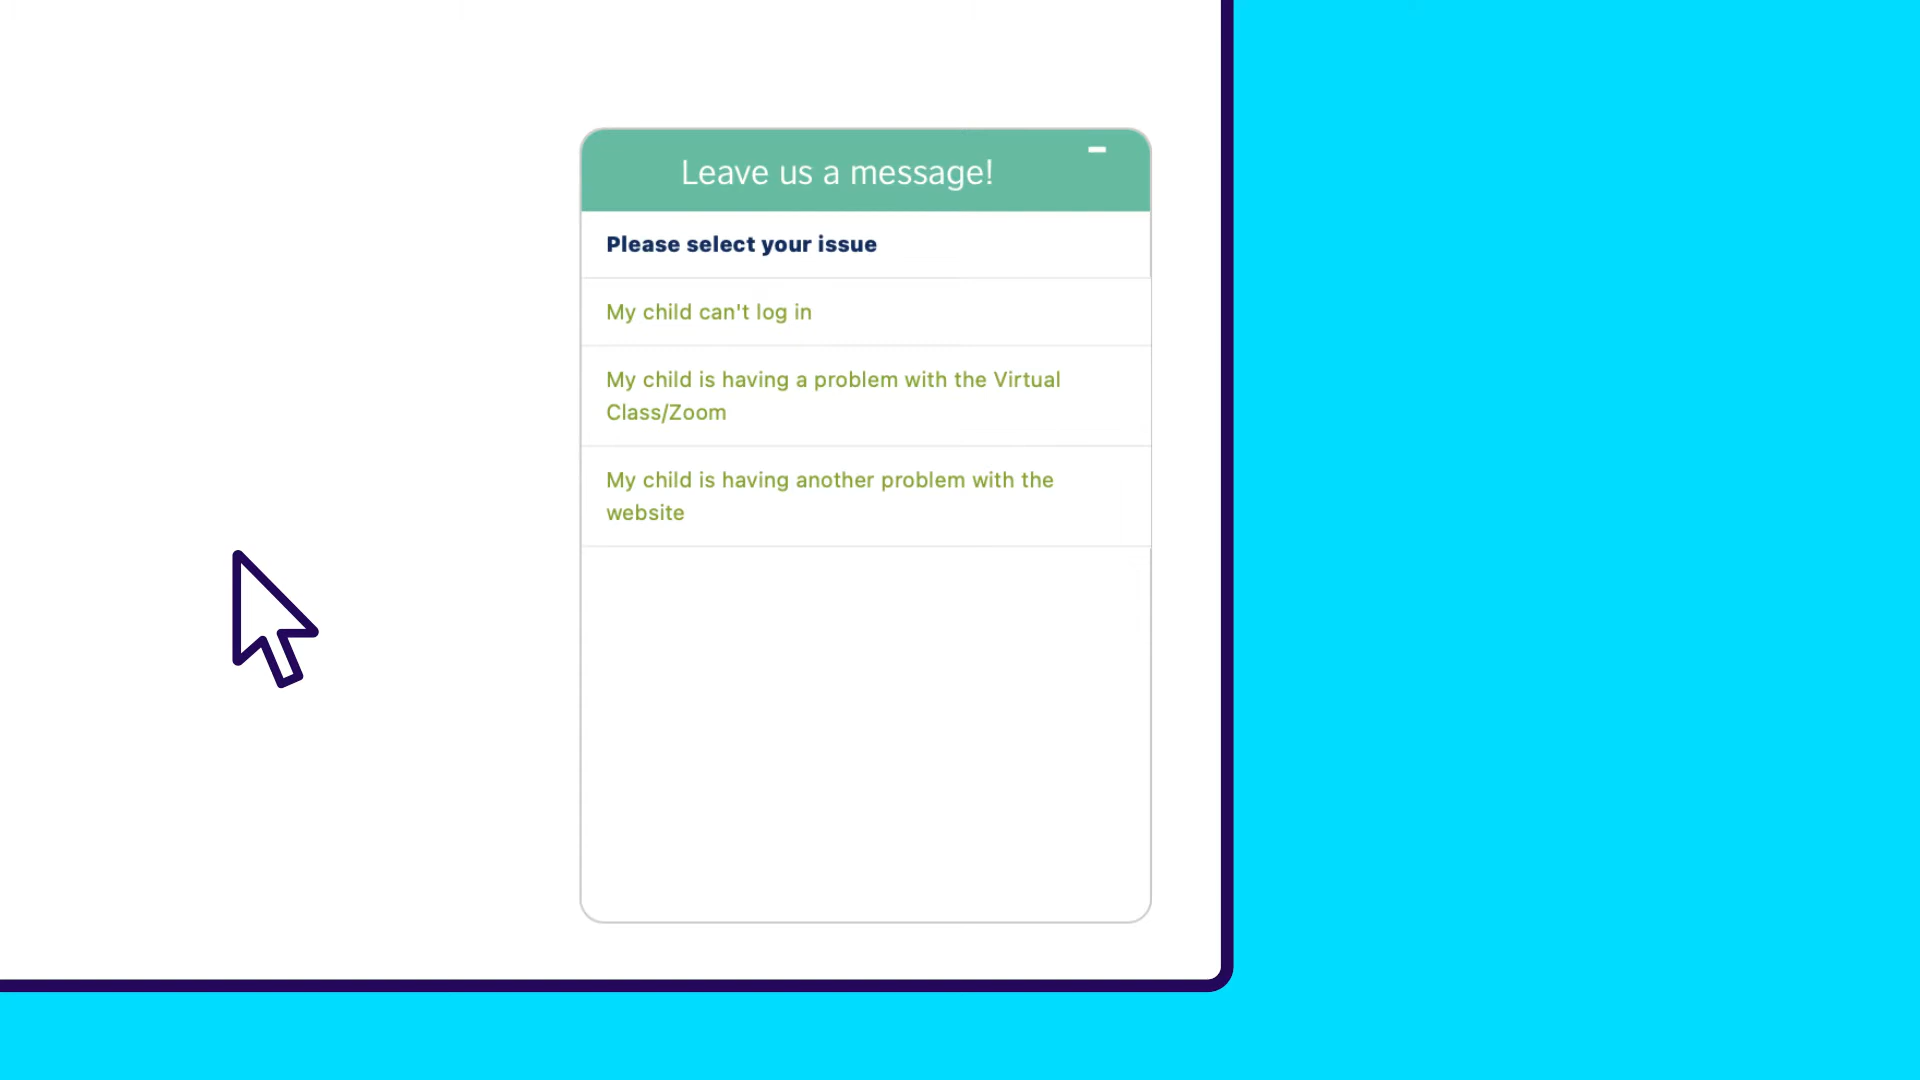 Leave us a message!
Please select your issue
My child can't log in
My child is having a problem with the Virtual
Class/Zoom
My child is having another problem with the
website